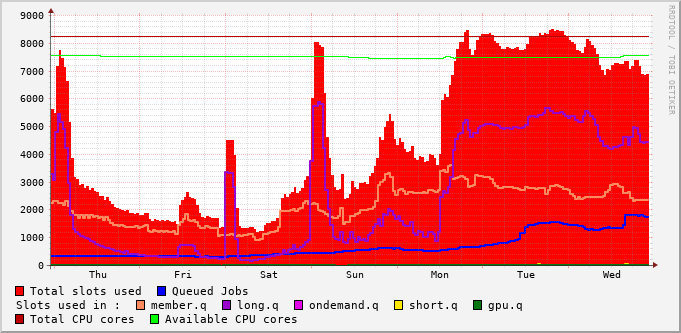 9000
8000
7000
6000
5000
4000
3000
2000
1000
0
Thu Fri Sat Sun Mon Tue Wed
RRDTOOL / TOBI OETIKER
Total slots used Queued Jobs
Slots used in : member.q long.q ondemand.q short.q gpu.q
Total CPU cores Available CPU cores